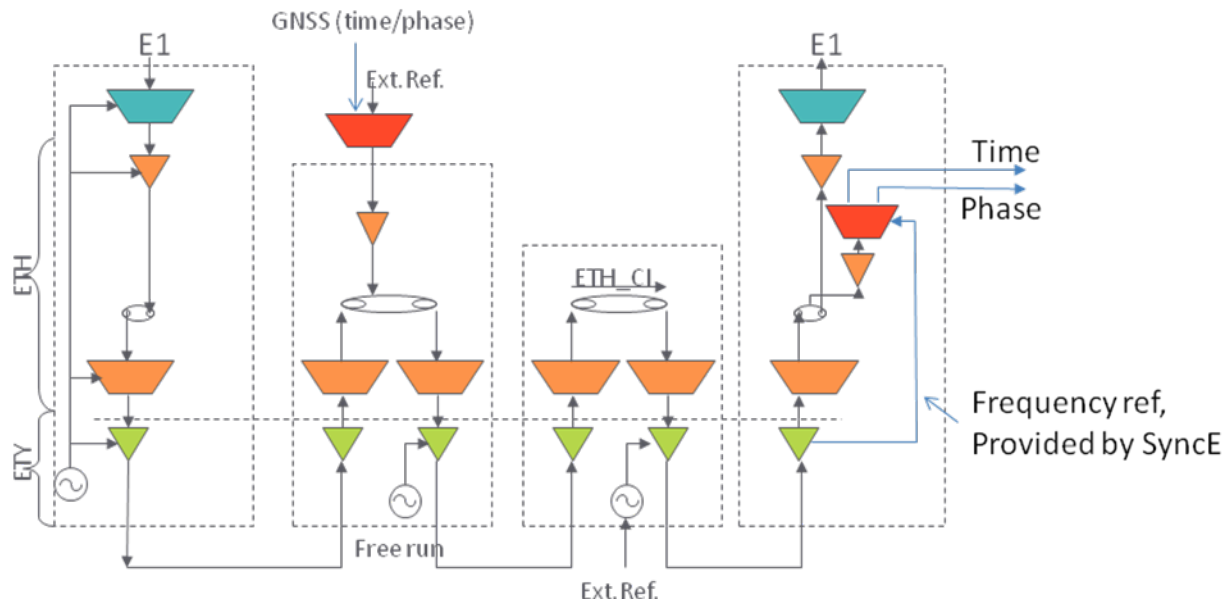 GNSS (time/phase)
E1
Ext. Ref.
E1
Time
Phase
ETH
ETH_CI
Frequency ref,
Provided by SyncE
ETY
Free run
Ext. Ref.